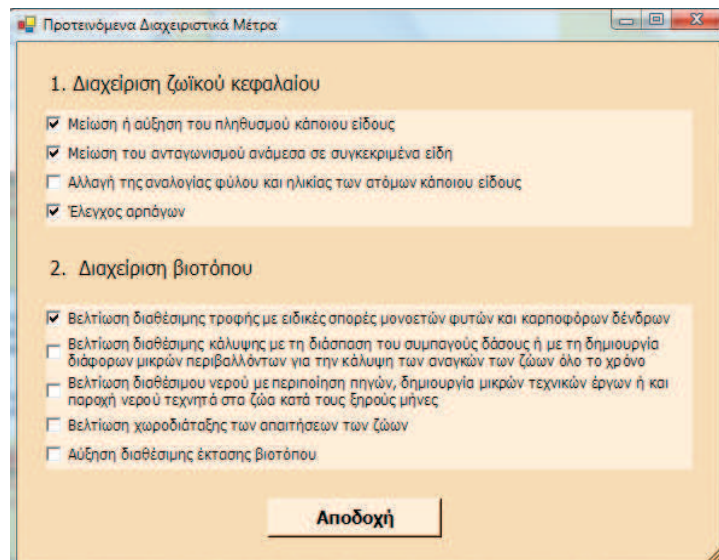 Προτεινόμενα Διαχειριστικά Μέτρα
1. Διαχείριση ζωϊκού κεφαλαίου
Μείωση ή αύξηση του πληθυσμού κάποιου είδους
Μείωση του ανταγωνισμού ανάμεσα σε συγκεκριμένα είδη
Αλλαγή της αναλογίας φύλου και ηλικίας των ατόμων κάποιου είδους
Έλεγχος αρπάγων
2. Διαχείριση βιοτόπου
Βελτίωση διαθέσιμης τροφής με ειδικές σπορές μονοετών φυτών και καρποφόρων δένδρων
Βελτίωση διαθέσιμης κάλυψης με τη διάσπαση του συμπαγούς δάσους ή με τη δημιουργία
διάφορων μικρών περιβαλλόντων για την κάλυψη των αναγκών των ζώων όλο το χρόνο
Βελτίωση διαθέσιμου νερού με περιποίηση πηγών, δημιουργία μικρών τεχνικών έργων ή και
παροχή νερού τεχνητά στα ζώα κατά τους ξηρούς μήνες
Βελτίωση χωροδιάταξης των απαιτήσεων των ζώων
Αύξηση διαθέσιμης έκτασης βιοτόπου
Αποδοχή